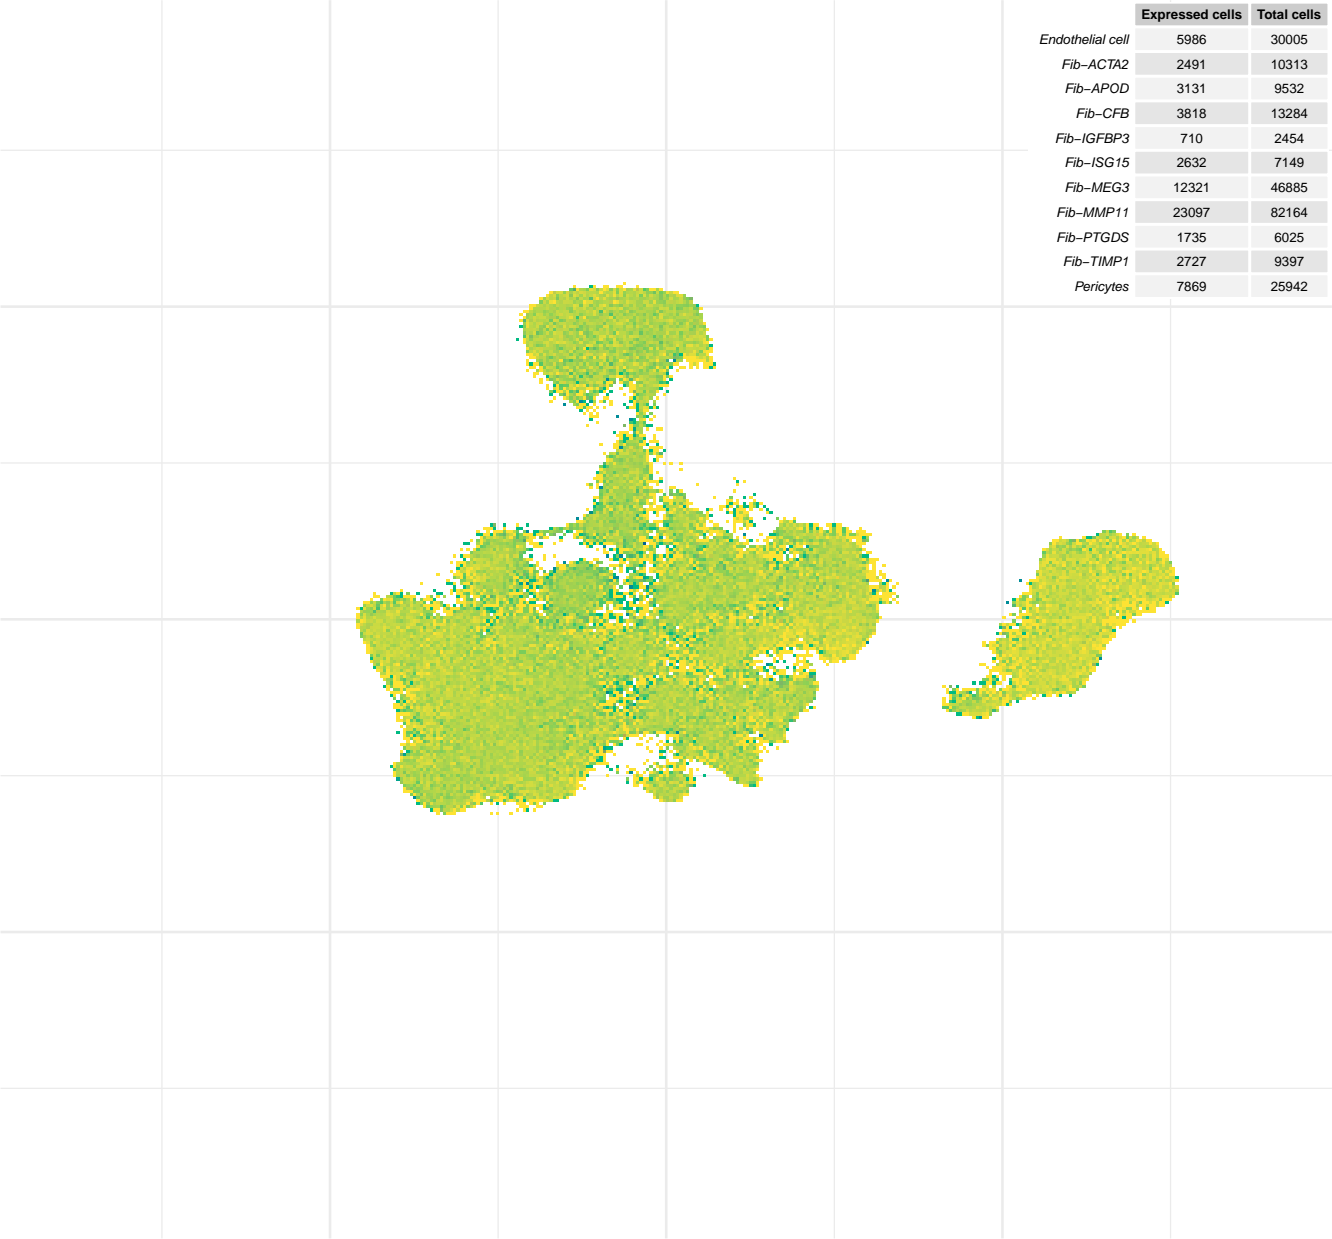 Expressed cells Total cells
Endothelial cell 5986 30005
Fib−ACTA2 2491 10313
Fib−APOD 3131 9532
Fib−CFB 3818 13284
Fib−IGFBP3 710 2454
Fib−ISG15 2632 7149
Fib−MEG3 12321 46885
Fib−MMP11 23097 82164
Fib−PTGDS 1735 6025
Fib−TIMP1 2727 9397
Pericytes 7869 25942